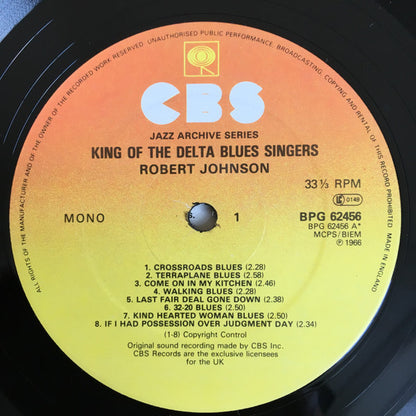 ALL RIGHTS OF THE MANUFACTURER AND OF THE OWNER OF THE RECORDED WORK RESERVED UNAUTHORISED PUBLIC PERFORMANCE, BROADCASTING AND COPYING OF THIS RECORD PROHIBITED MADE IN ENGLAND
CBS
JAZZ ARCHIVE SERIES
KING OF THE DELTA BLUES SINGERS
ROBERT JOHNSON
33⅓ RPM
LC 0149
MONO
S. 1
BPG 62456
BPG 62456 A*
MCPS/BIEM
℗ 1966
1. CROSSROADS BLUES (2.28)
2. TERRAPLANE BLUES (2.58)
3. COME ON IN MY KITCHEN (2.46)
4. WALKING BLUES (2.28)
5. LAST FAIR DEAL GONE DOWN (2.38)
6. 32-20 BLUES (2.50)
7. KIND HEARTED WOMAN BLUES (2.50)
8. IF I HAD POSSESSION OVER JUDGMENT DAY (2.34)
(1-8) Copyright Control
Original sound recording made by CBS Inc.
CBS Records are the exclusive licensees
for the UK